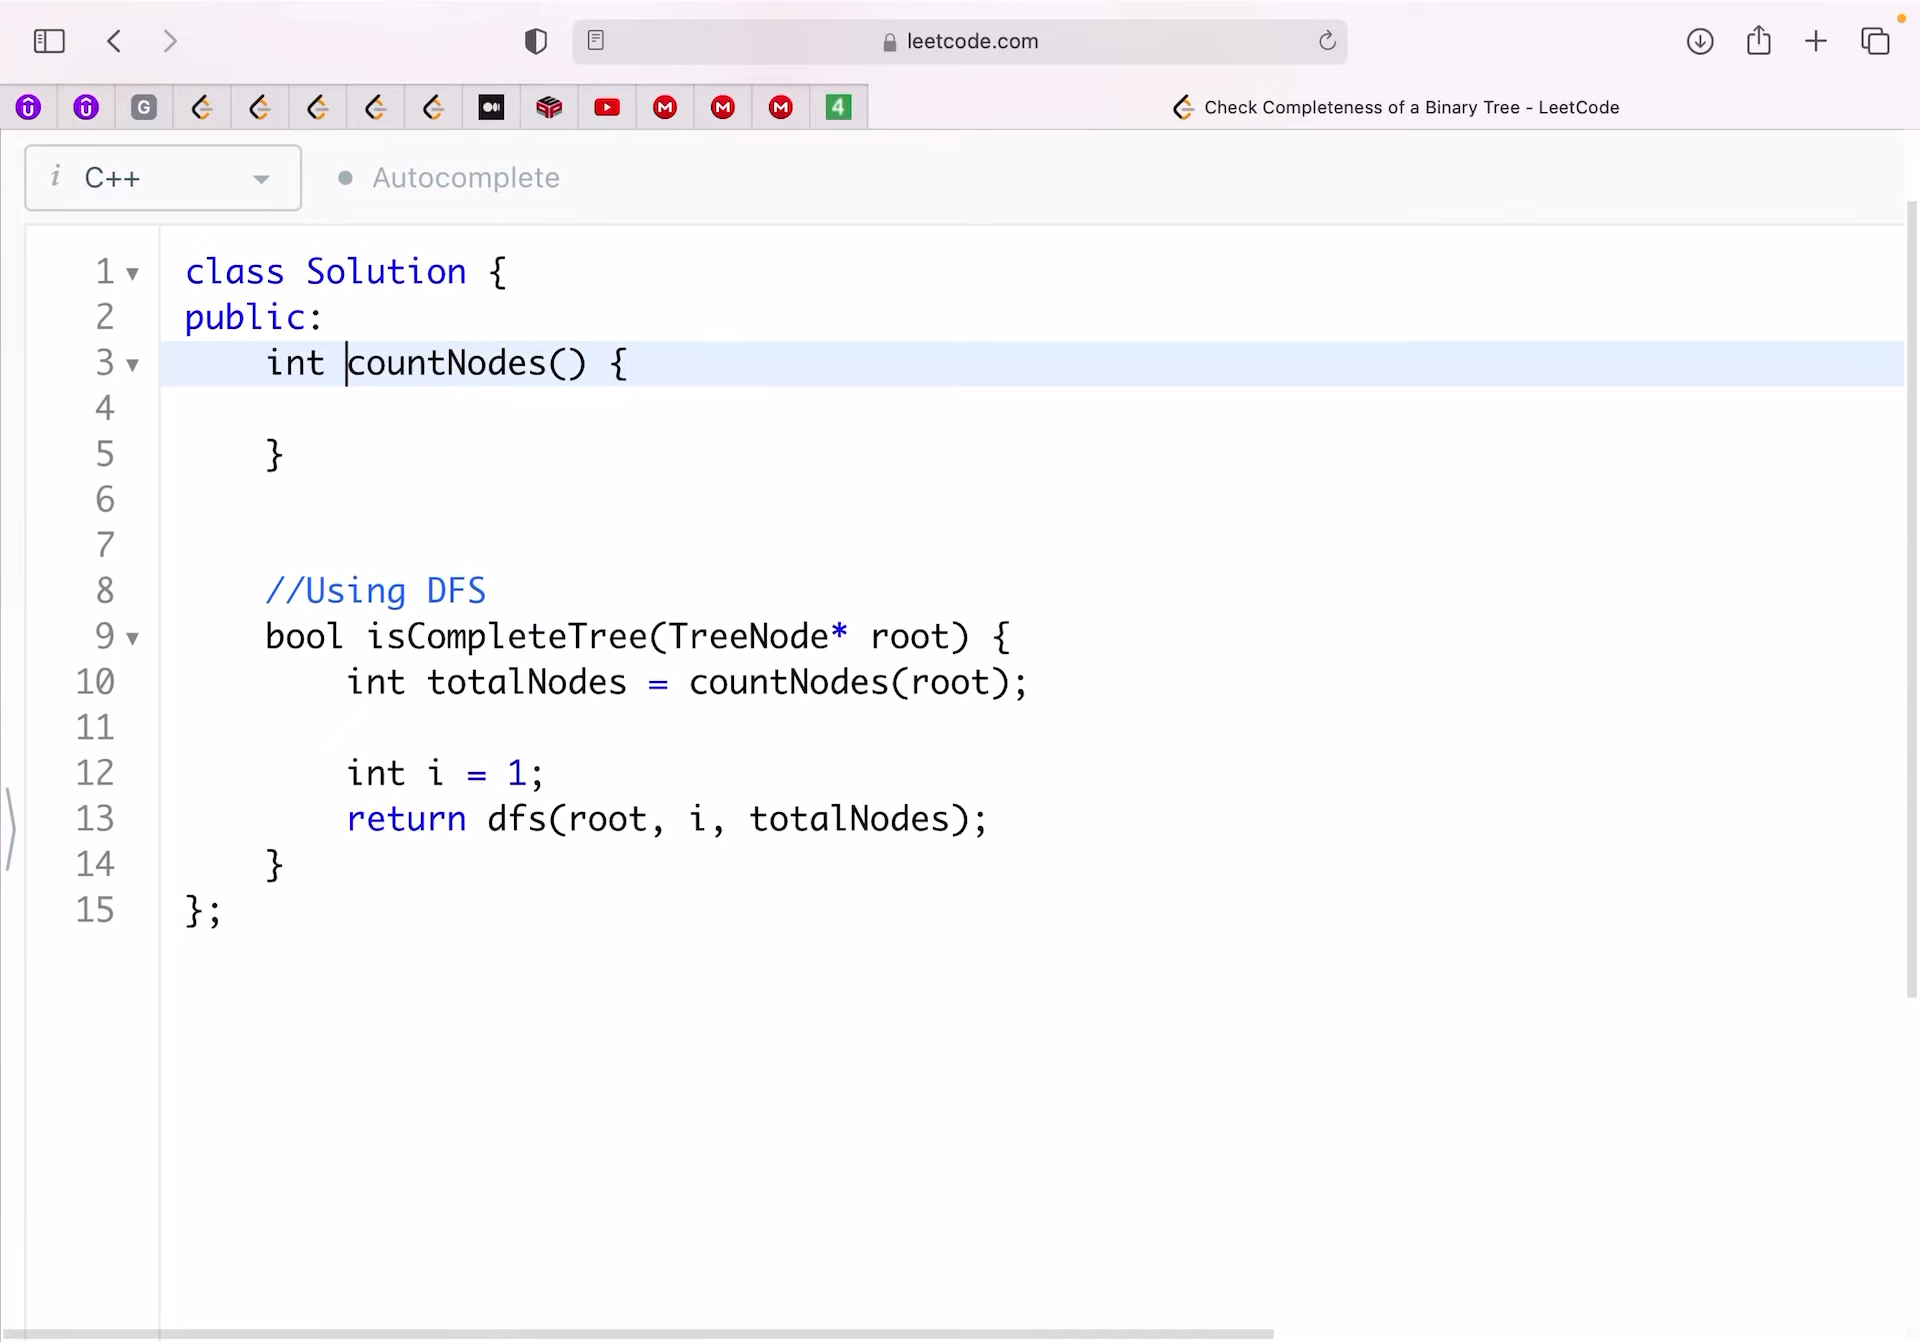 leetcode.com
G
4
Check Completeness of a Binary Tree - LeetCode
i C++
Autocomplete
1 class Solution {
2 public:
3     int countNodes() {
4
5     }
6
7
8     //Using DFS
9     bool isCompleteTree(TreeNode* root) {
10         int totalNodes = countNodes(root);
11
12         int i = 1;
13         return dfs(root, i, totalNodes);
14     }
15 };